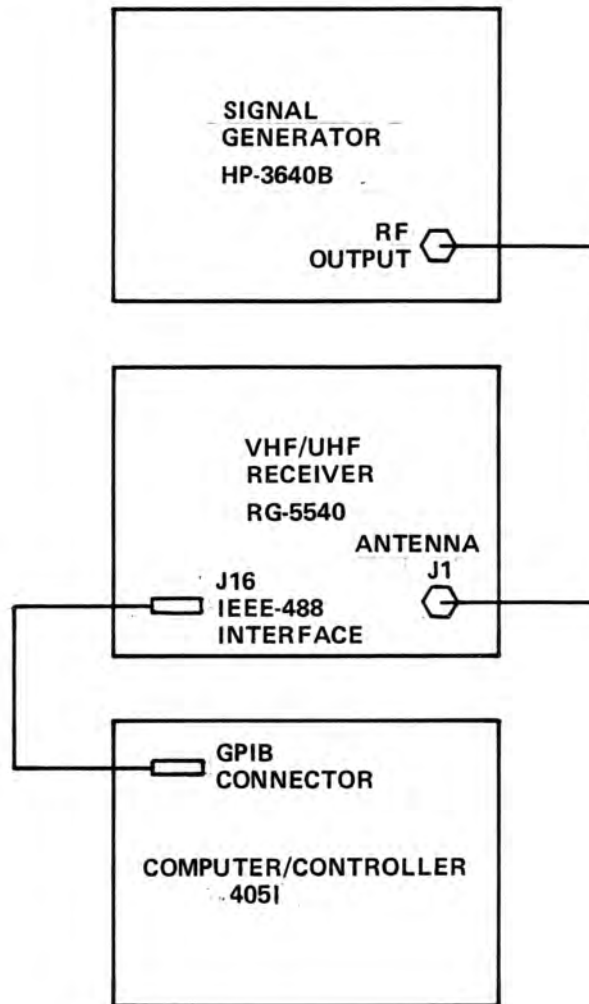 SIGNAL
GENERATOR
HP-3640B
RF
OUTPUT
VHF/UHF
RECEIVER
RG-5540
ANTENNA
J1
J16
IEEE-488
INTERFACE
GPIB
CONNECTOR
COMPUTER/CONTROLLER
405I